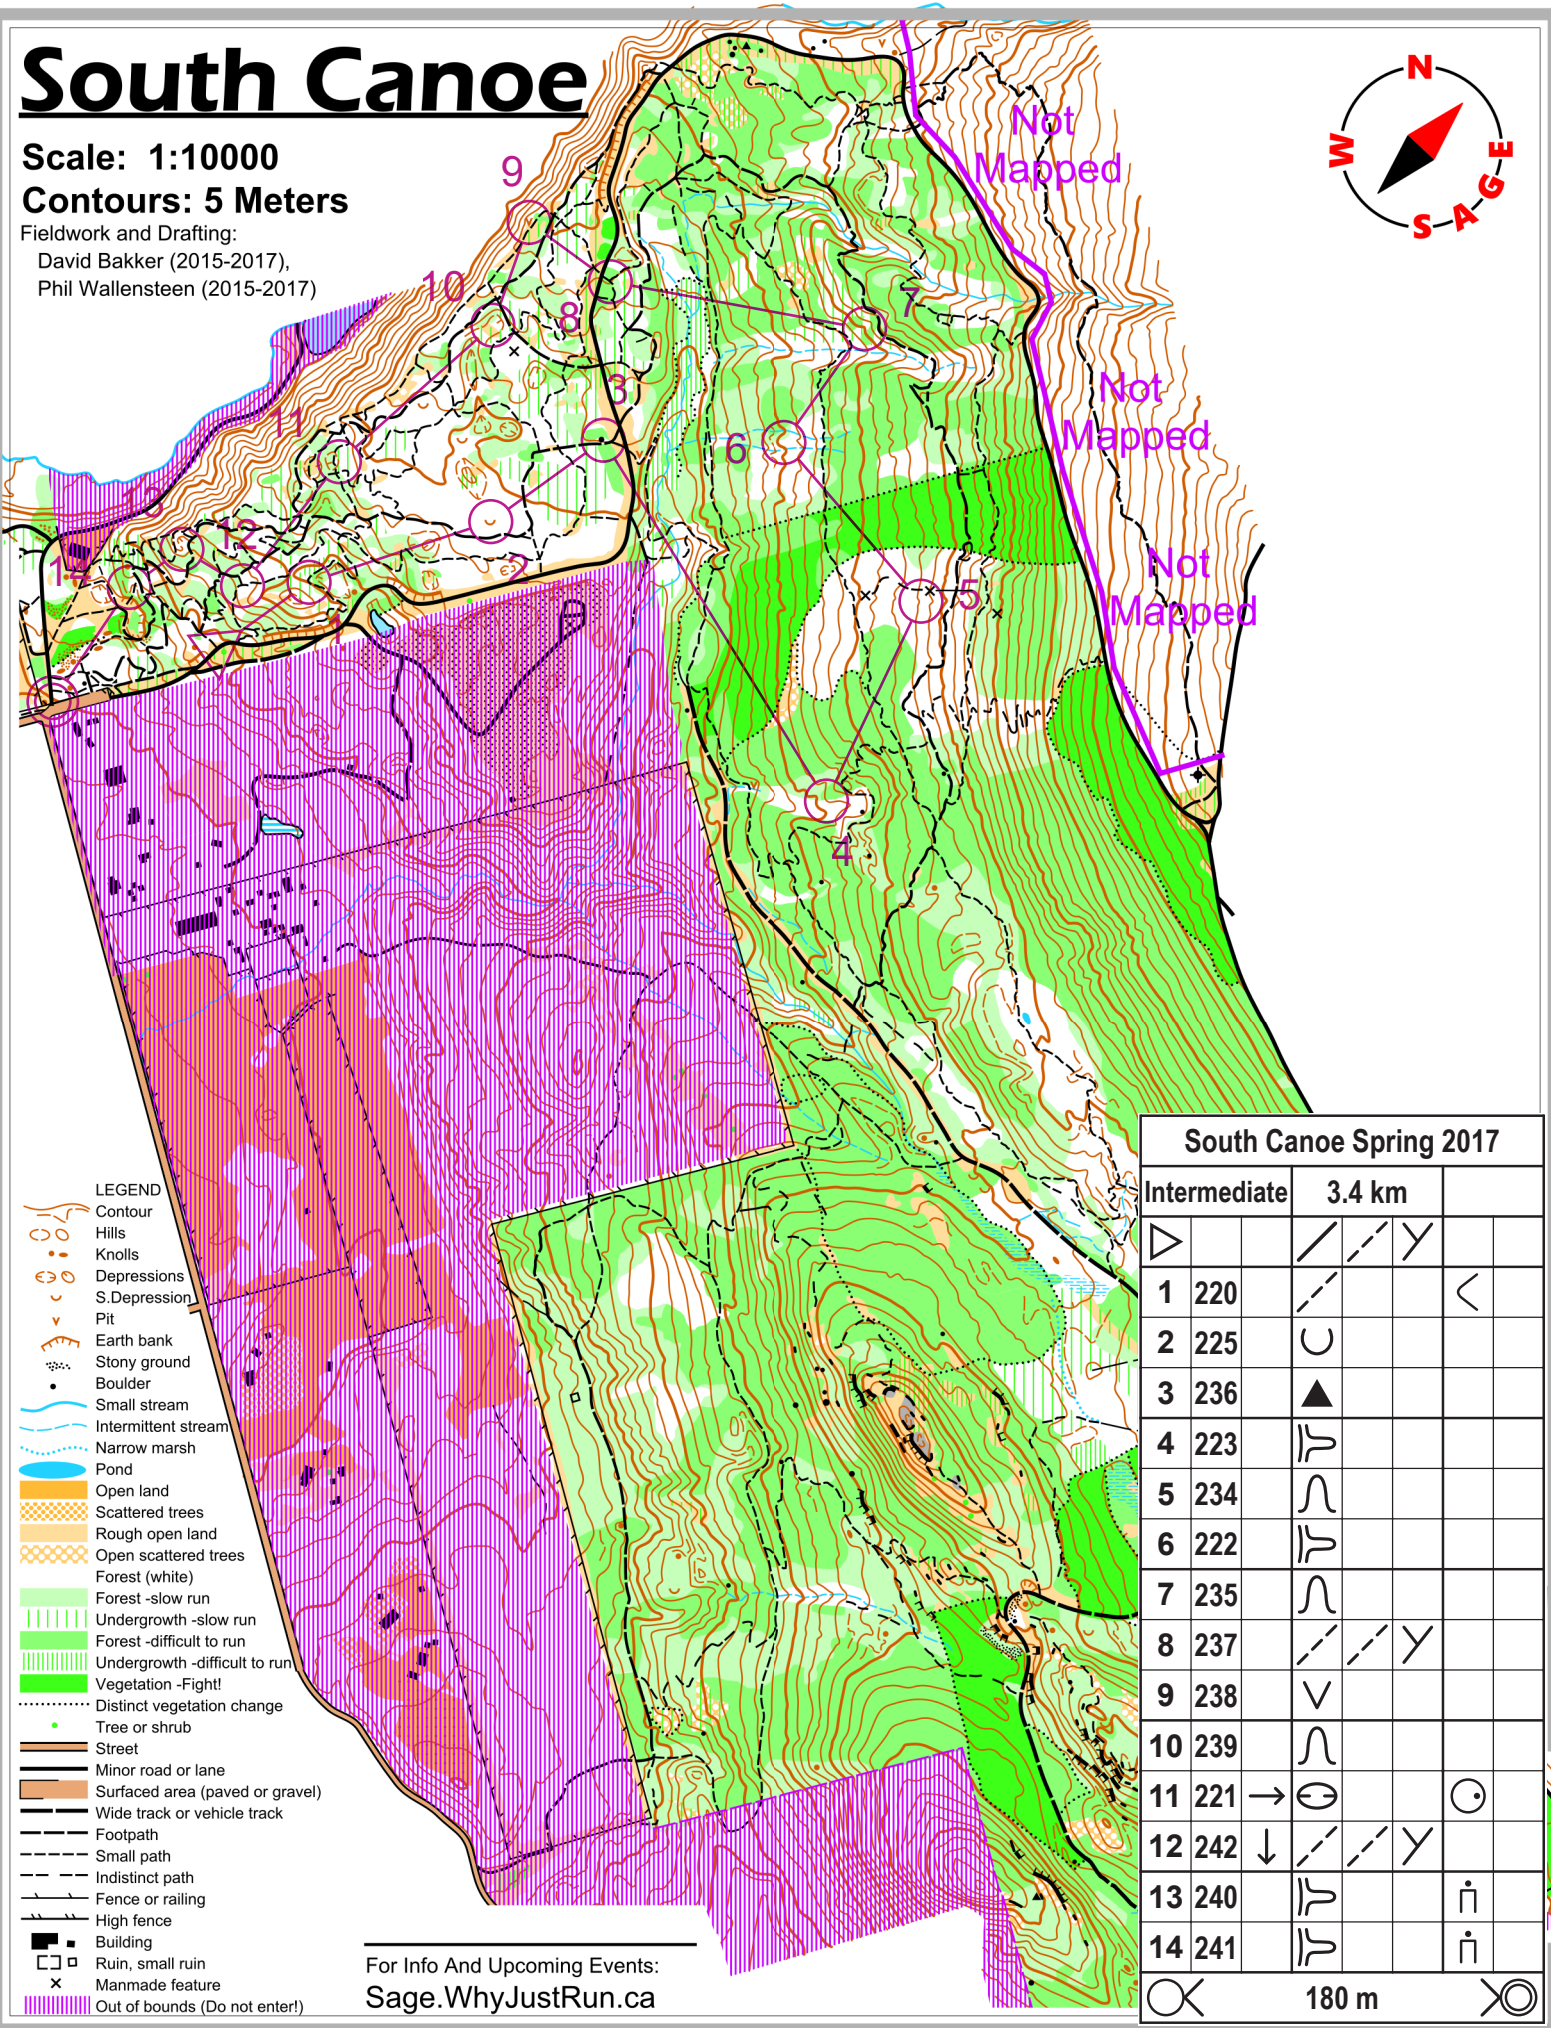 South Canoe
Scale: 1:10000
Contours: 5 Meters
Fieldwork and Drafting:
David Bakker (2015-2017),
Phil Wallensteen (2015-2017)
N
W
E
S A G
Not
Mapped
Not
Mapped
Not
Mapped
9
10
8
7
3
11
6
13
12
14
2
5
1
4
LEGEND
Contour
Hills
Knolls
Depressions
S.Depression
Pit
Earth bank
Stony ground
Boulder
Small stream
Intermittent stream
Narrow marsh
Pond
Open land
Scattered trees
Rough open land
Open scattered trees
Forest (white)
Forest -slow run
Undergrowth -slow run
Forest -difficult to run
Undergrowth -difficult to run
Vegetation -Fight!
Distinct vegetation change
Tree or shrub
Street
Minor road or lane
Surfaced area (paved or gravel)
Wide track or vehicle track
Footpath
Small path
Indistinct path
Fence or railing
High fence
Building
Ruin, small ruin
Manmade feature
Out of bounds (Do not enter!)
For Info And Upcoming Events:
Sage.WhyJustRun.ca
South Canoe Spring 2017
Intermediate 3.4 km
1 220
2 225
3 236
4 223
5 234
6 222
7 235
8 237
9 238
10 239
11 221
12 242
13 240
14 241
180 m